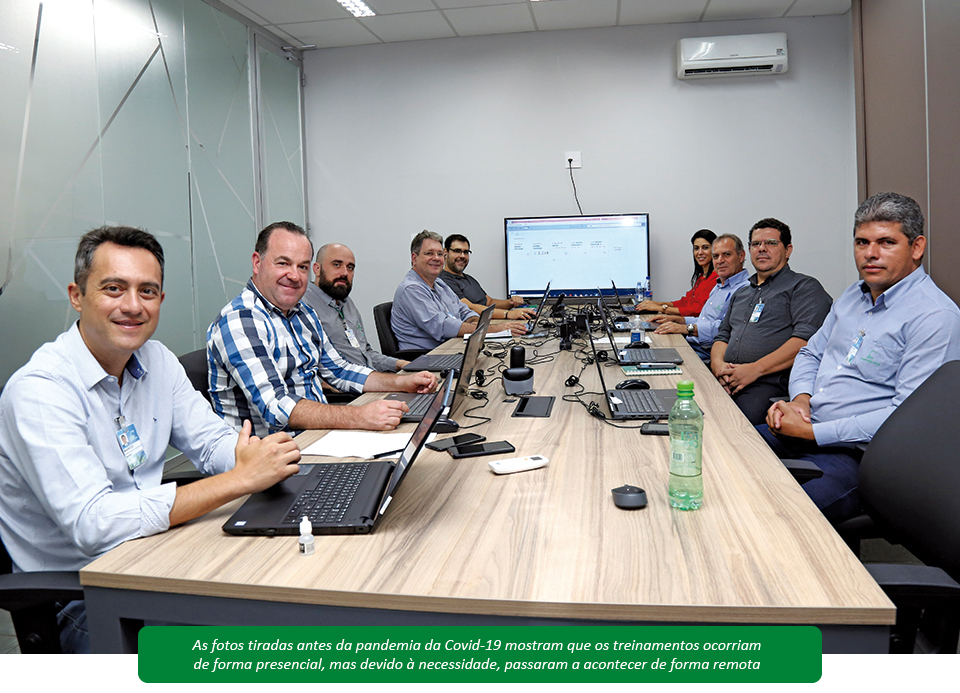 As fotos tiradas antes da pandemia da Covid-19 mostram que os treinamentos ocorriam
de forma presencial, mas devido à necessidade, passaram a acontecer de forma remota